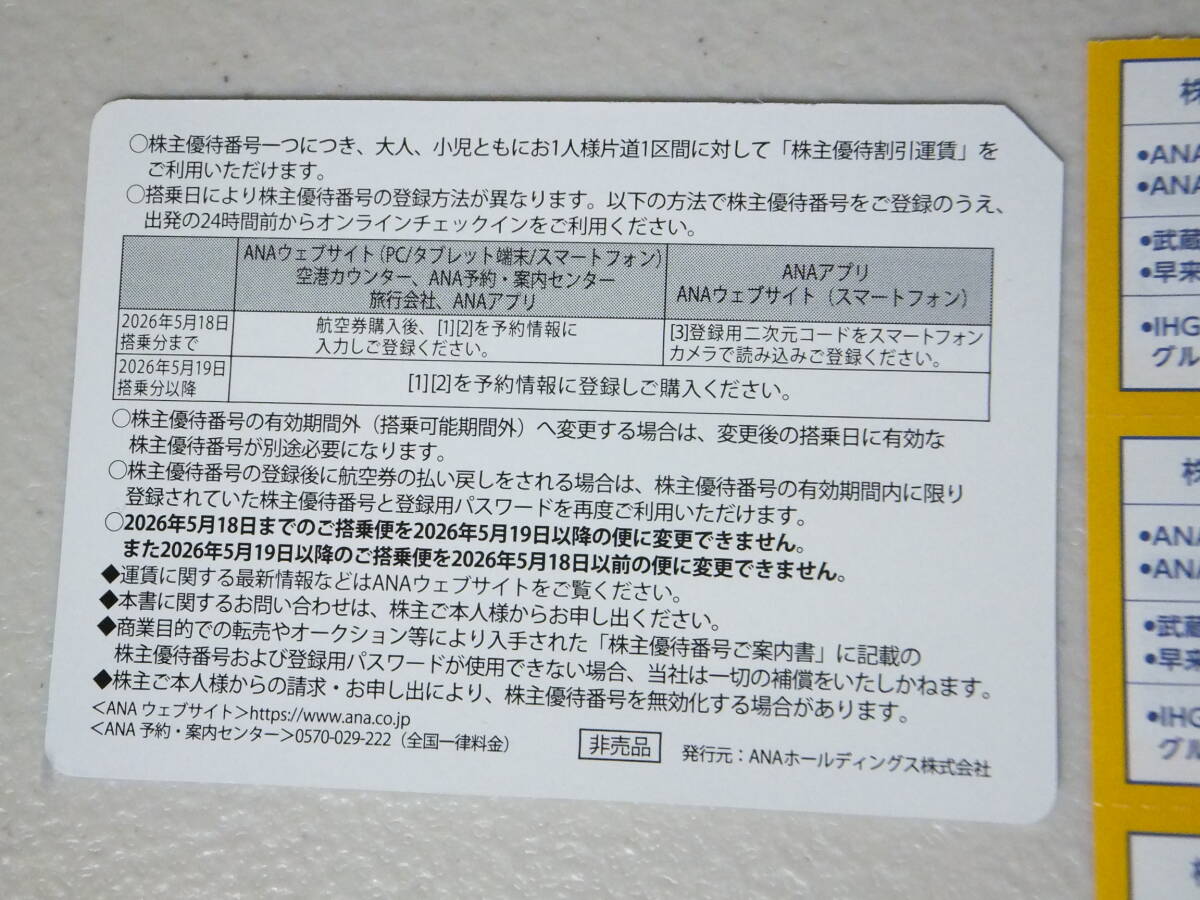 ○株主優待番号一つにつき、大人、小児ともにお1人様片道1区間に対して「株主優待割引運賃」を
ご利用いただけます。
○搭乗日により株主優待番号の登録方法が異なります。以下の方法で株主優待番号をご登録のうえ、
出発の24時間前からオンラインチェックインをご利用ください。
ANAウェブサイト（PC/タブレット端末/スマートフォン）
空港カウンター、ANA予約・案内センター
旅行会社、ANAアプリ
ANAアプリ
ANAウェブサイト（スマートフォン）
2026年5月18日
搭乗分まで
航空券購入後、[1][2]を予約情報に
入力しご登録ください。
[3]登録用二次元コードをスマートフォン
カメラで読み込みご登録ください。
2026年5月19日
搭乗分以降
[1][2]を予約情報に登録しご購入ください。
○株主優待番号の有効期間外（搭乗可能期間外）へ変更する場合は、変更後の搭乗日に有効な
株主優待番号が別途必要になります。
○株主優待番号の登録後に航空券の払い戻しをされる場合は、株主優待番号の有効期間内に限り
登録されていた株主優待番号と登録用パスワードを再度ご利用いただけます。
○2026年5月18日までのご搭乗便を2026年5月19日以降の便に変更できません。
また2026年5月19日以降のご搭乗便を2026年5月18日以前の便に変更できません。
◆運賃に関する最新情報などはANAウェブサイトをご覧ください。
◆本書に関するお問い合わせは、株主ご本人様からお申し出ください。
◆商業目的での転売やオークション等により入手された「株主優待番号ご案内書」に記載の
株主優待番号および登録用パスワードが使用できない場合、当社は一切の補償をいたしかねます。
◆株主ご本人様からの請求・お申し出により、株主優待番号を無効化する場合があります。
＜ANA ウェブサイト＞https://www.ana.co.jp
＜ANA 予約・案内センター＞0570-029-222（全国一律料金）
非売品
発行元：ANAホールディングス株式会社
株
•ANA
•ANA
•武蔵
•早来
•IHG
グル
株
•ANA
•ANA
•武蔵
•早来
•IHG
グル